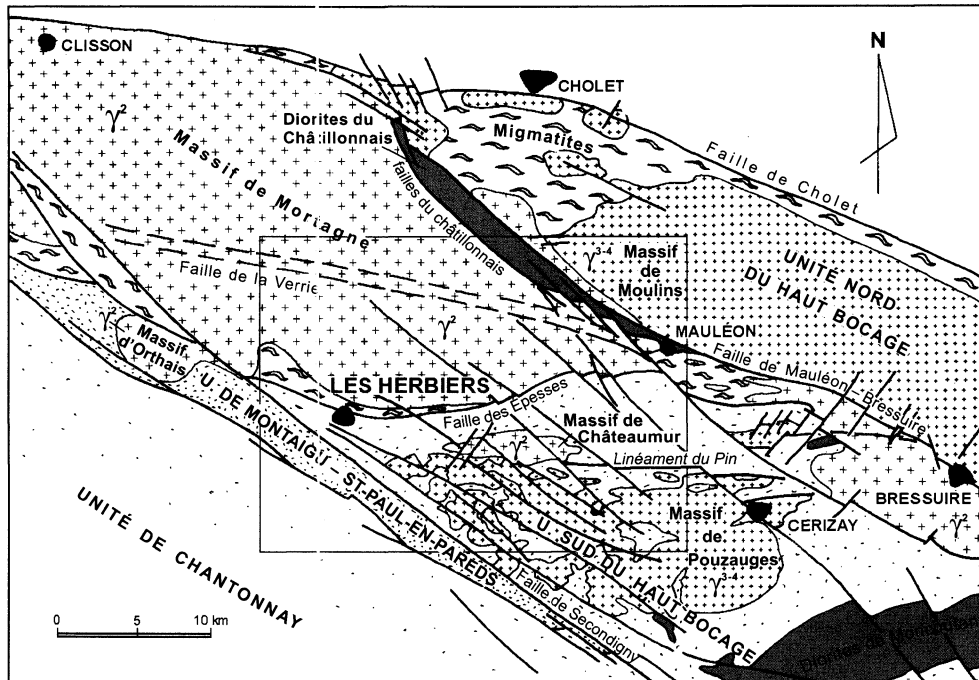 CLISSON
N
CHOLET
γ²
Diorites du
Châtillonnais
Migmatites
Faille de Cholet
Massif de Mortagne
failles du châtillonnais
γ³⁻⁴ Massif
de
Moulins
UNITÉ NORD
DU HAUT BOCAGE
Faille de la Verrie
γ²
MAULÉON
γ²
Massif
d'Orthais
Faille de Mauléon - Bressuire
LES HERBIERS
Faille des Epesses
Massif de
Châteaumur
γ²
Linéament du Pin
U. DE MONTAIGU - ST-PAUL-EN-PAREDS
BRESSUIRE
γ²
CERIZAY
Massif
de
Pouzauges
γ³⁻⁴
UNITÉ DE CHANTONNAY
U. SUD DU HAUT BOCAGE
Faille de Secondigny
0 5 10 km
Diorites de